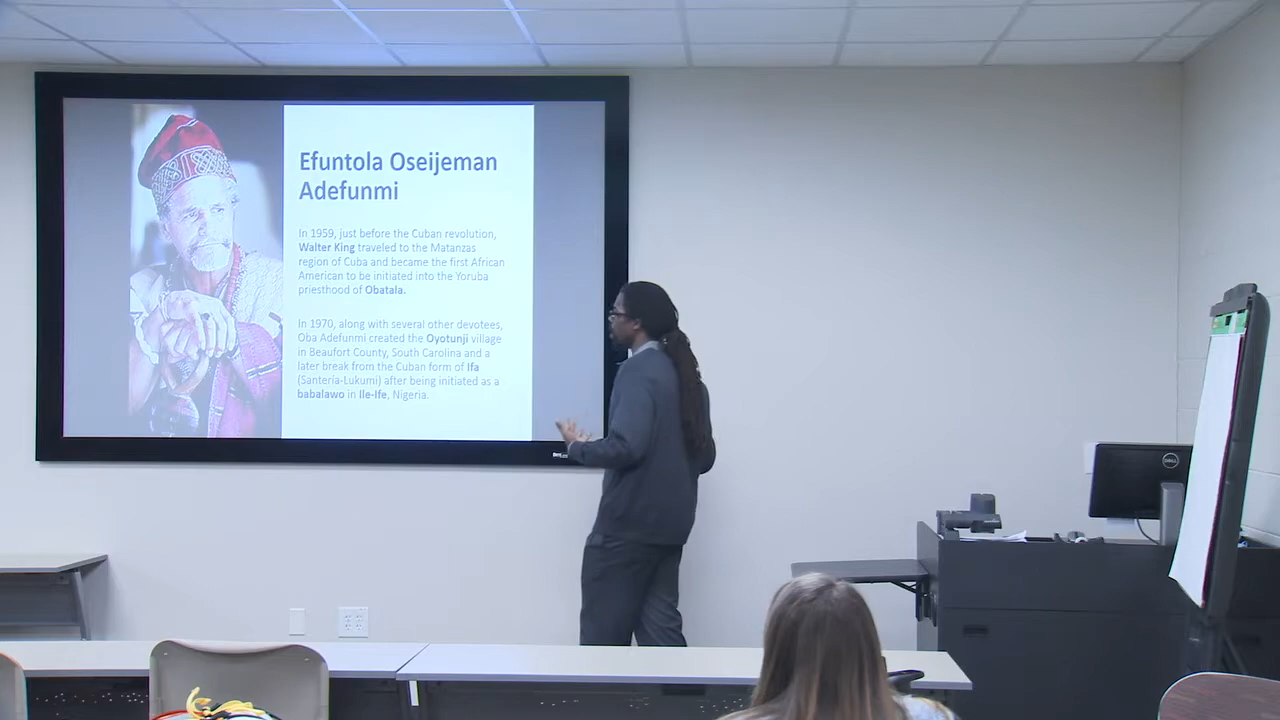 Efuntola Oseijeman
Adefunmi
In 1959, just before the Cuban revolution,
Walter King traveled to the Matanzas
region of Cuba and became the first African
American to be initiated into the Yoruba
priesthood of Obatala.
In 1970, along with several other devotees,
Oba Adefunmi created the Oyotunji village
in Beaufort County, South Carolina and a
later break from the Cuban form of Ifa
(Santería-Lukumi) after being initiated as a
babalawo in Ile-Ife, Nigeria.
DELL